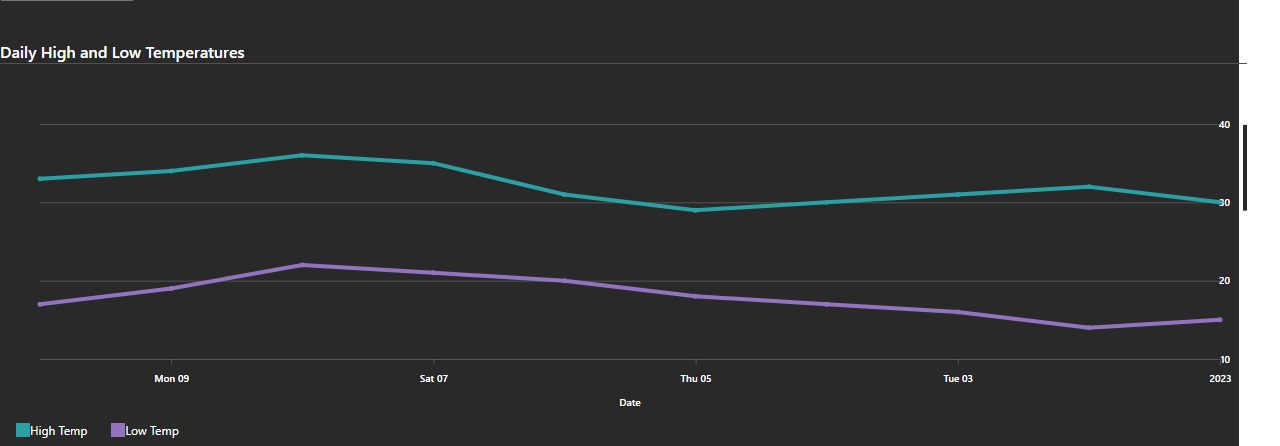 Daily High and Low Temperatures
40
30
20
10
Mon 09 Sat 07 Thu 05 Tue 03 2023
Date
High Temp Low Temp